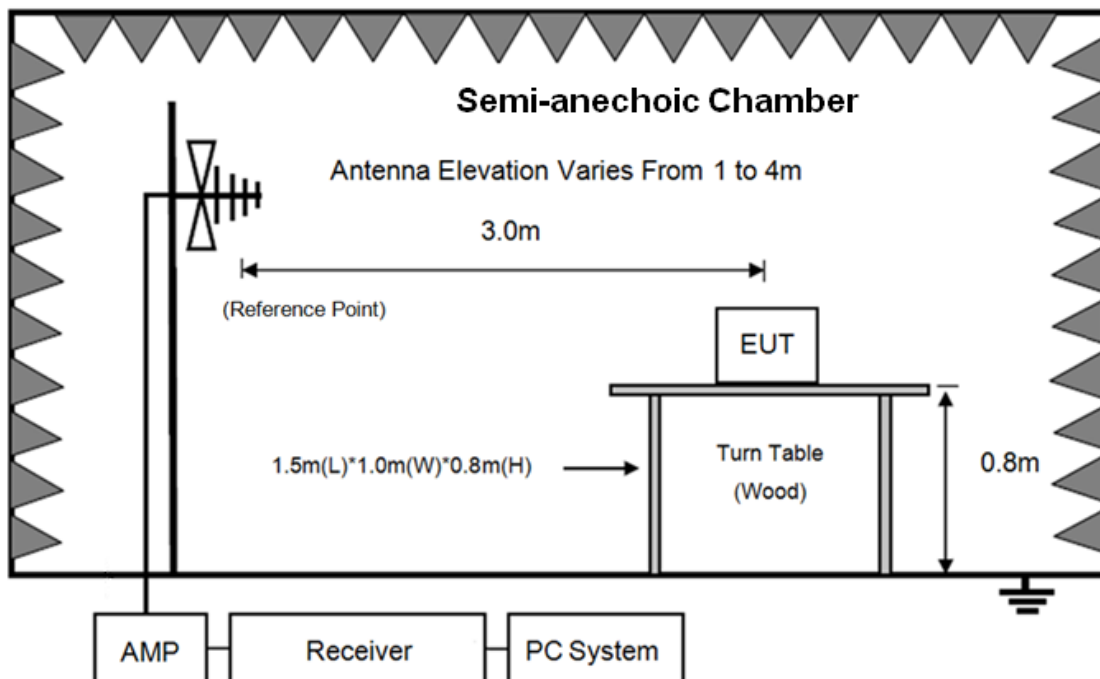 Semi-anechoic Chamber
Antenna Elevation Varies From 1 to 4m
3.0m
(Reference Point)
EUT
1.5m(L)*1.0m(W)*0.8m(H)
Turn Table
(Wood)
0.8m
AMP
Receiver
PC System